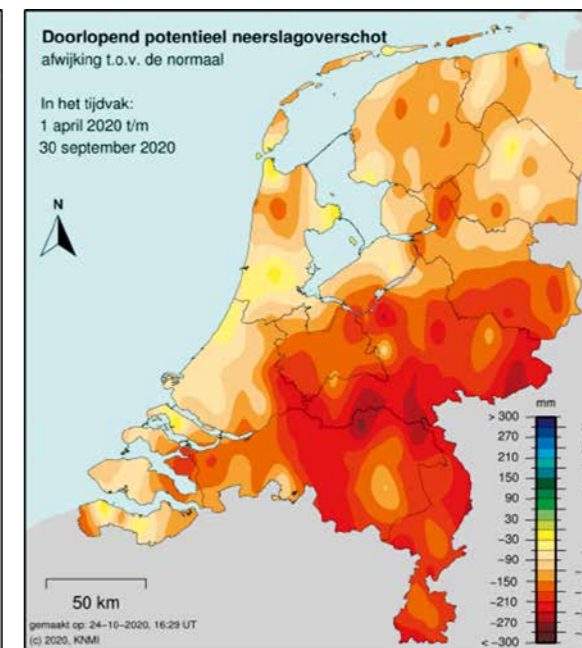 Doorlopend potentieel neerslagoverschot
afwijking t.o.v. de normaal
In het tijdvak:
1 april 2020 t/m
30 september 2020
N
mm
> 300
270
210
150
90
30
−30
−90
−150
−210
−270
< −300
50 km
gemaakt op: 24−10−2020, 16:29 UT
(c) 2020, KNMI